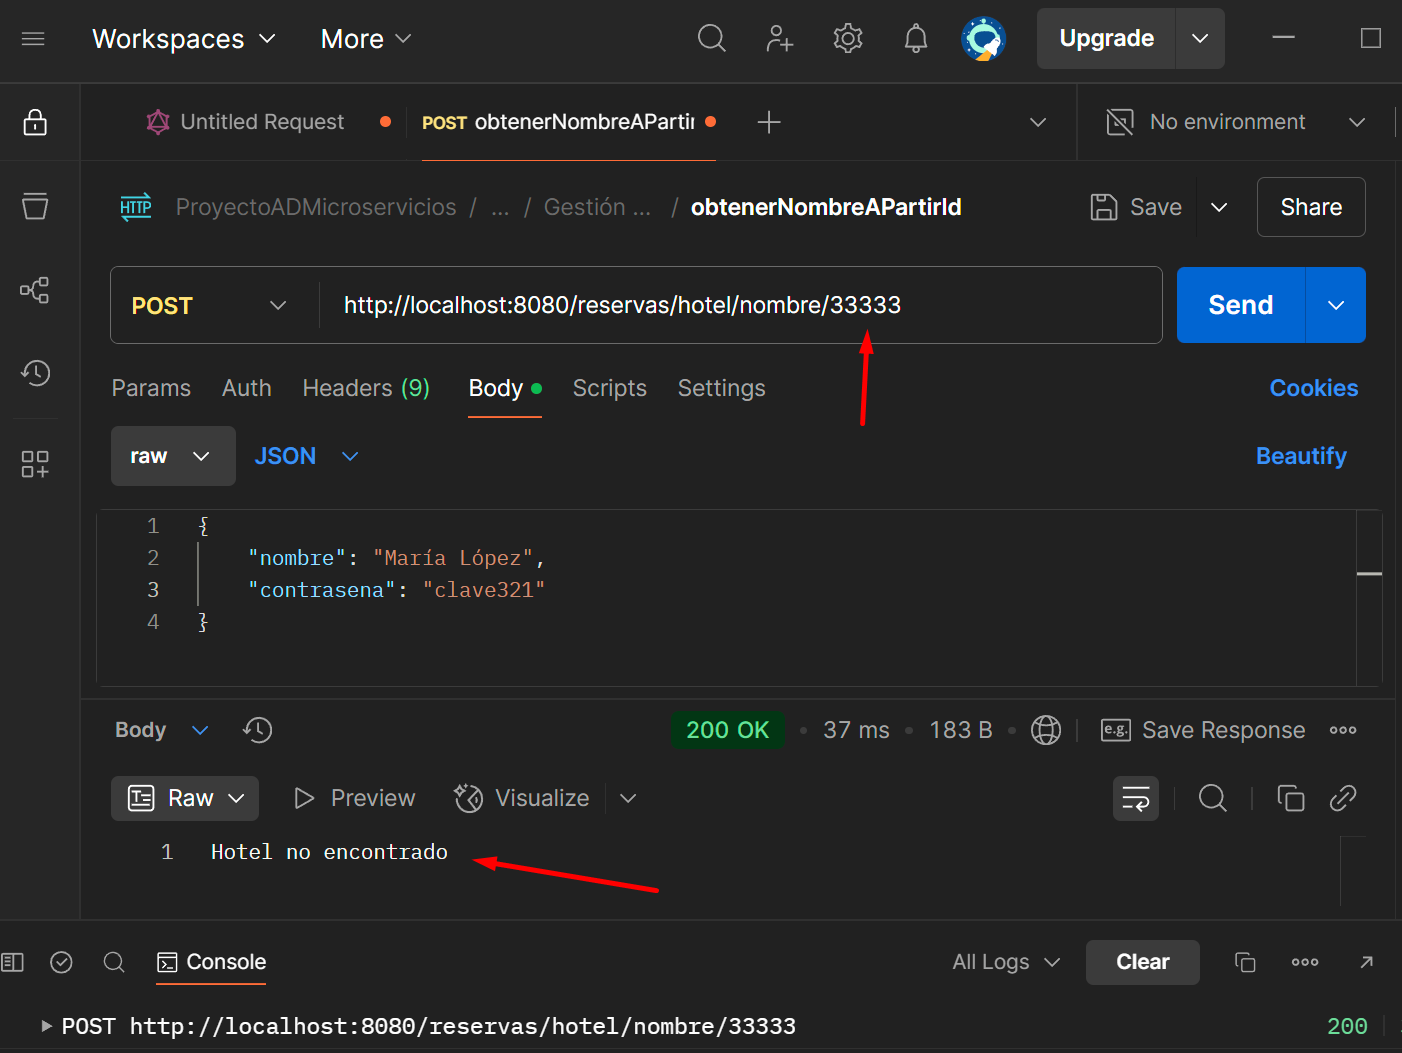 Workspaces More Upgrade
Untitled Request POST obtenerNombreAPartir No environment
HTTP ProyectoADMicroservicios / ... / Gestión ... / obtenerNombreAPartirId Save Share
POST http://localhost:8080/reservas/hotel/nombre/33333 Send
Params Auth Headers (9) Body Scripts Settings Cookies
raw JSON Beautify
1 {
2 "nombre": "María López",
3 "contrasena": "clave321"
4 }
Body 200 OK • 37 ms • 183 B • e.g. Save Response
Raw Preview Visualize
1 Hotel no encontrado
Console All Logs Clear
POST http://localhost:8080/reservas/hotel/nombre/33333 200